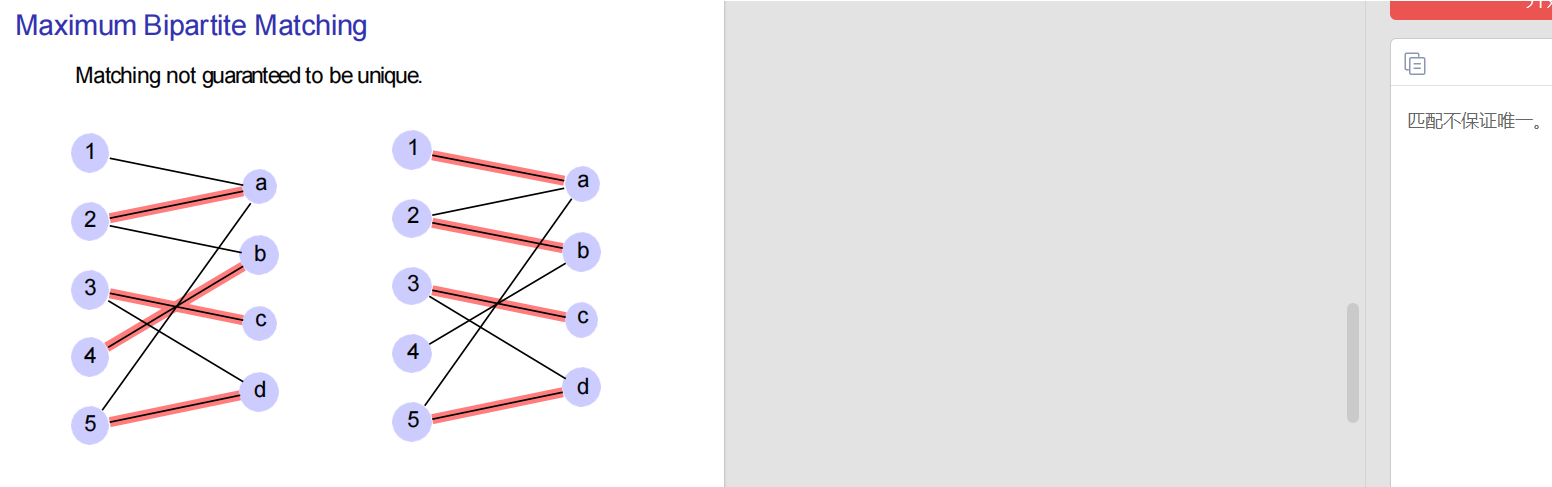 Maximum Bipartite Matching
Matching not guaranteed to be unique.
1
a
2
b
3
c
4
d
5
1
a
2
b
3
c
4
d
5
匹配不保证唯一。